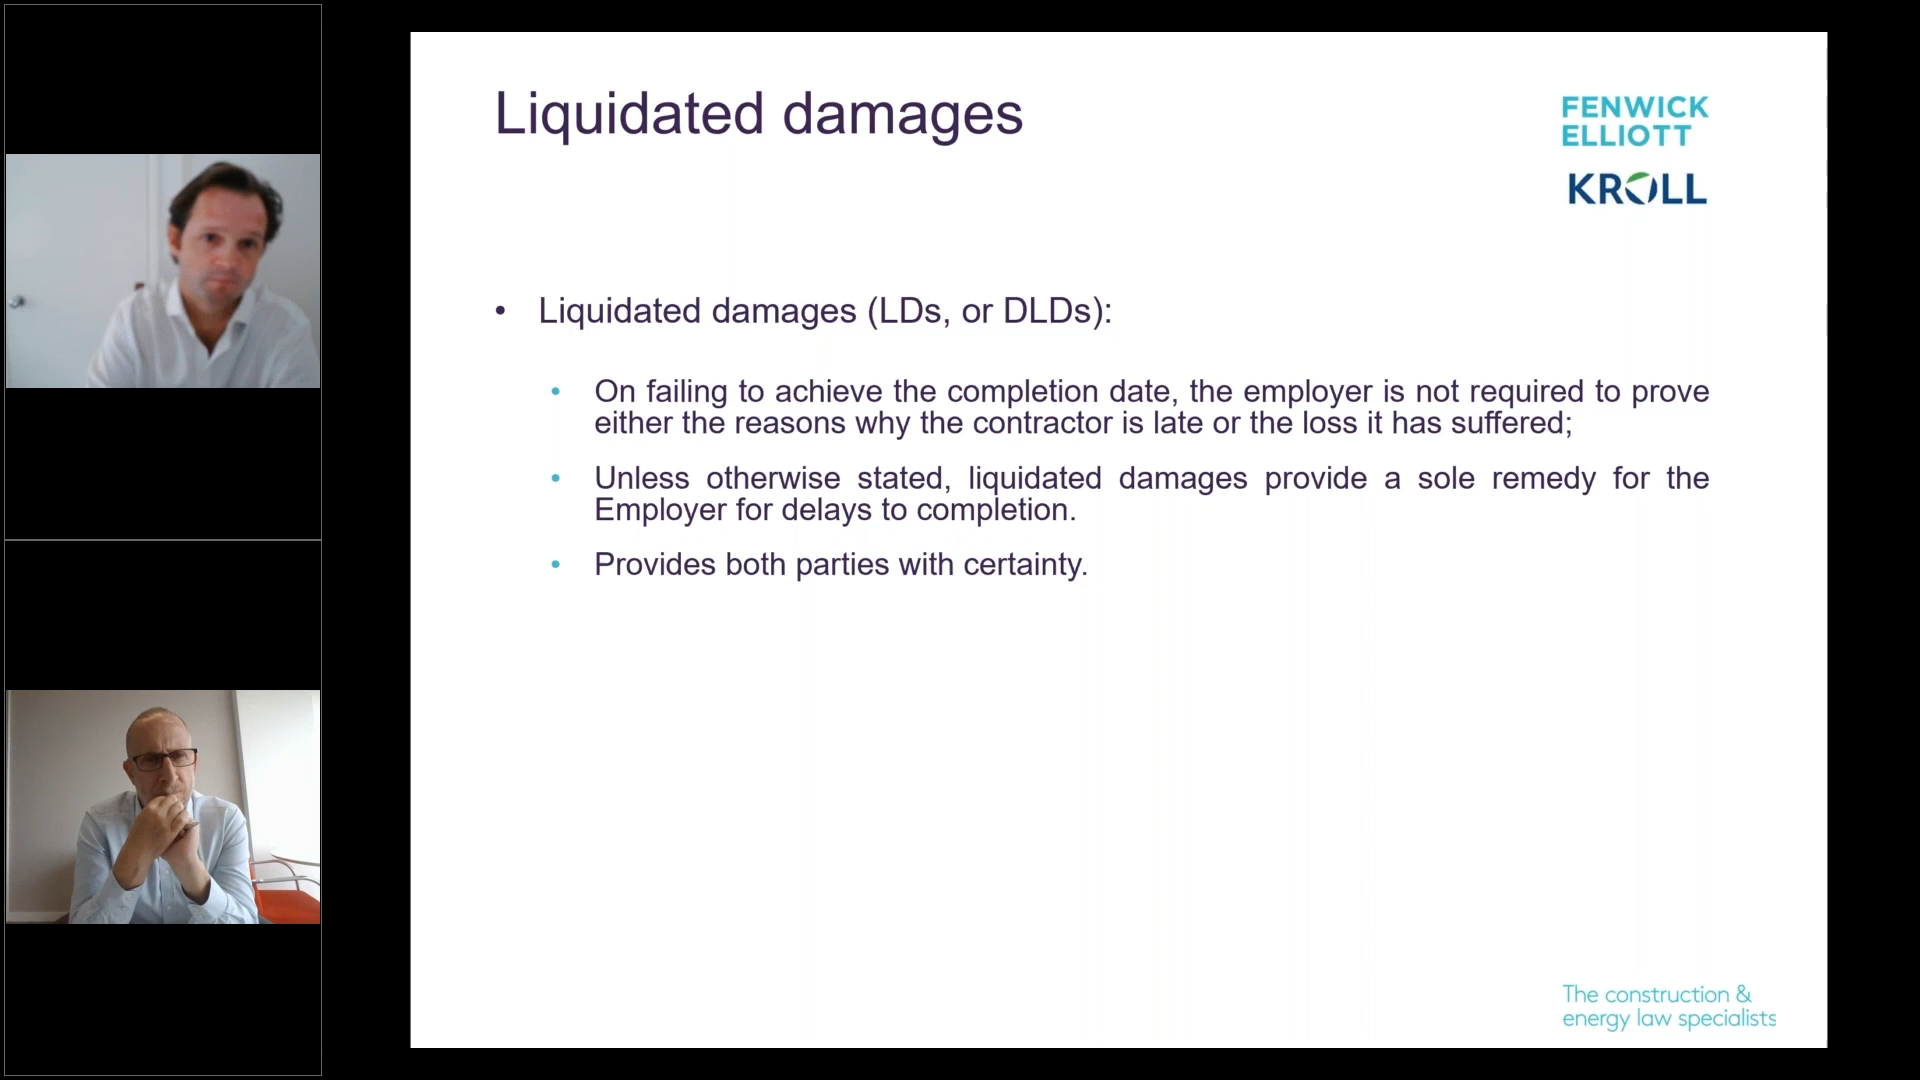 Liquidated damages
FENWICK
ELLIOTT
KROLL
• Liquidated damages (LDs, or DLDs):
• On failing to achieve the completion date, the employer is not required to prove
either the reasons why the contractor is late or the loss it has suffered;
• Unless otherwise stated, liquidated damages provide a sole remedy for the
Employer for delays to completion.
• Provides both parties with certainty.
The construction &
energy law specialists